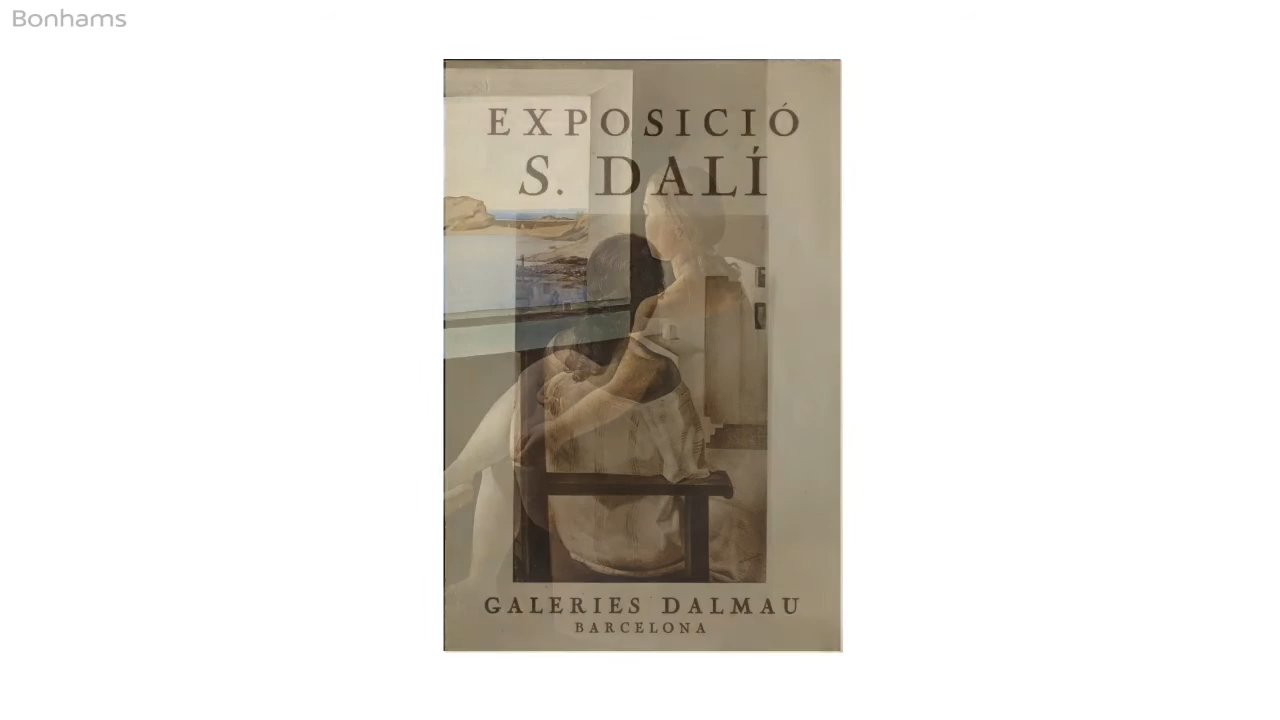 Bonhams
EXPOSICIÓ
S. DALÍ
GALERIES DALMAU
BARCELONA